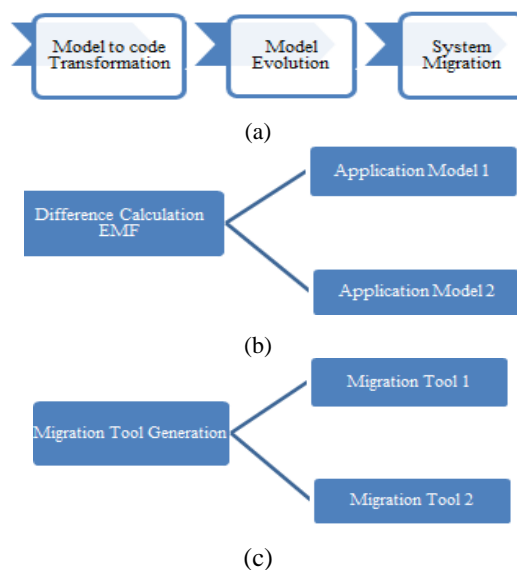 Model to code
Transformation
Model
Evolution
System
Migration
(a)
Application Model 1
Difference Calculation
EMF
Application Model 2
(b)
Migration Tool 1
Migration Tool Generation
Migration Tool 2
(c)